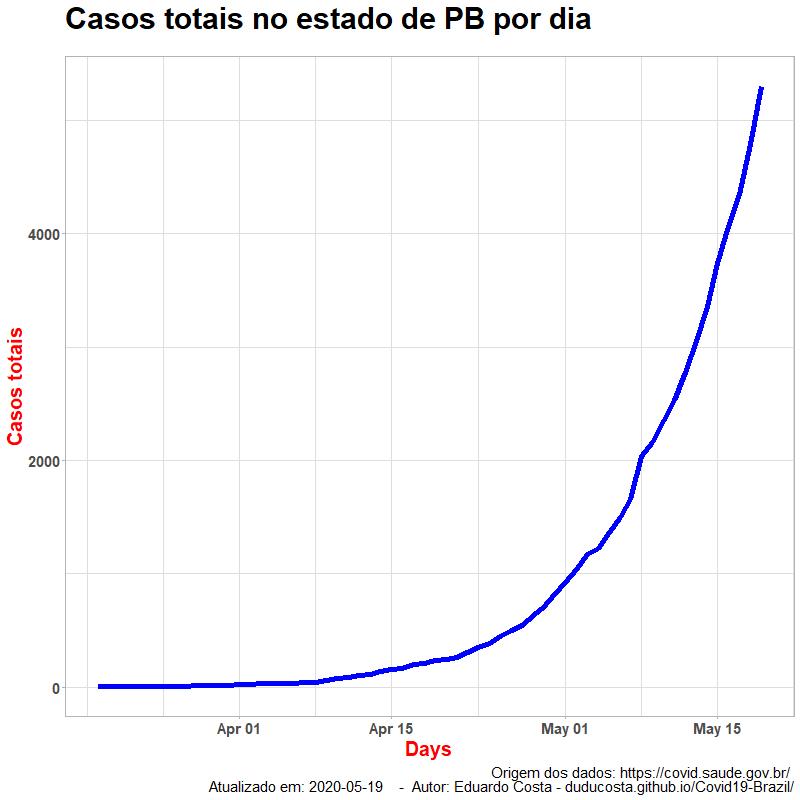 Casos totais no estado de PB por dia
Casos totais
4000
2000
0
Apr 01 Apr 15 May 01 May 15
Days
Origem dos dados: https://covid.saude.gov.br/
Atualizado em: 2020-05-19 - Autor: Eduardo Costa - duducosta.github.io/Covid19-Brazil/